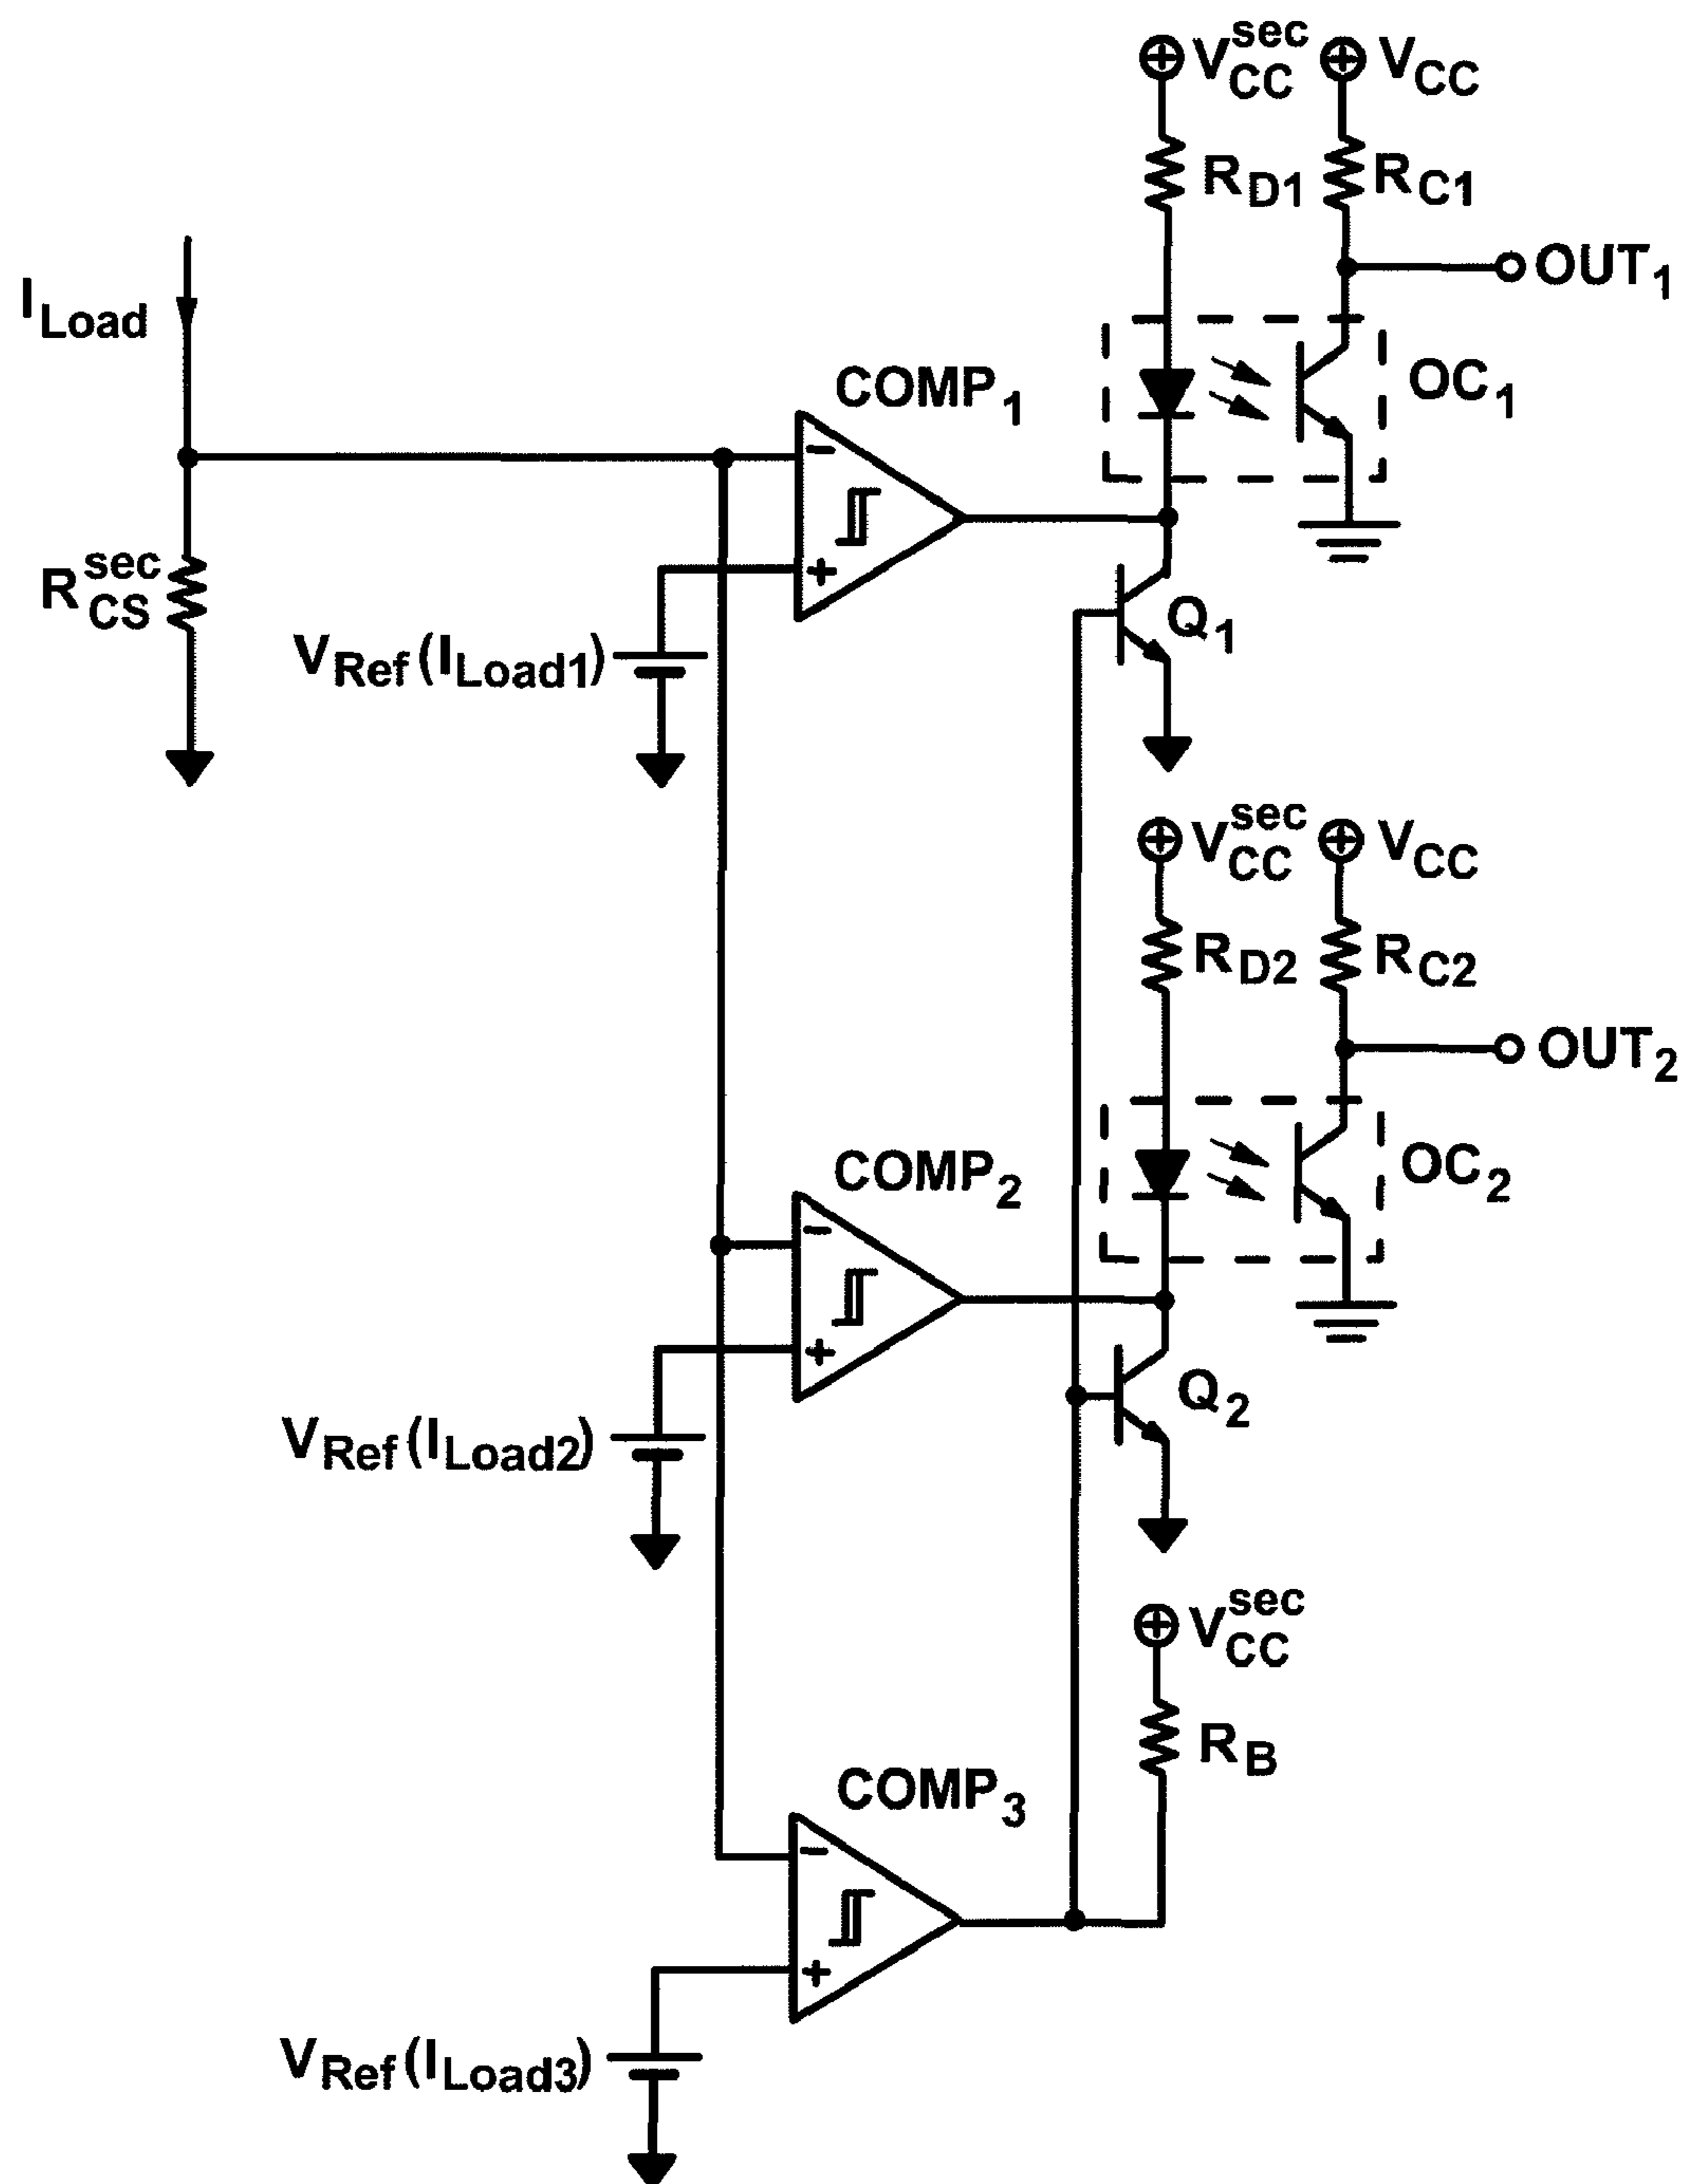 V_CC^sec
V_CC
R_D1
R_C1
OUT_1
I_Load
COMP_1
OC_1
-
+
R_CS^sec
Q_1
V_Ref(I_Load1)
V_CC^sec
V_CC
R_D2
R_C2
OUT_2
COMP_2
OC_2
-
+
Q_2
V_Ref(I_Load2)
V_CC^sec
R_B
COMP_3
-
+
V_Ref(I_Load3)